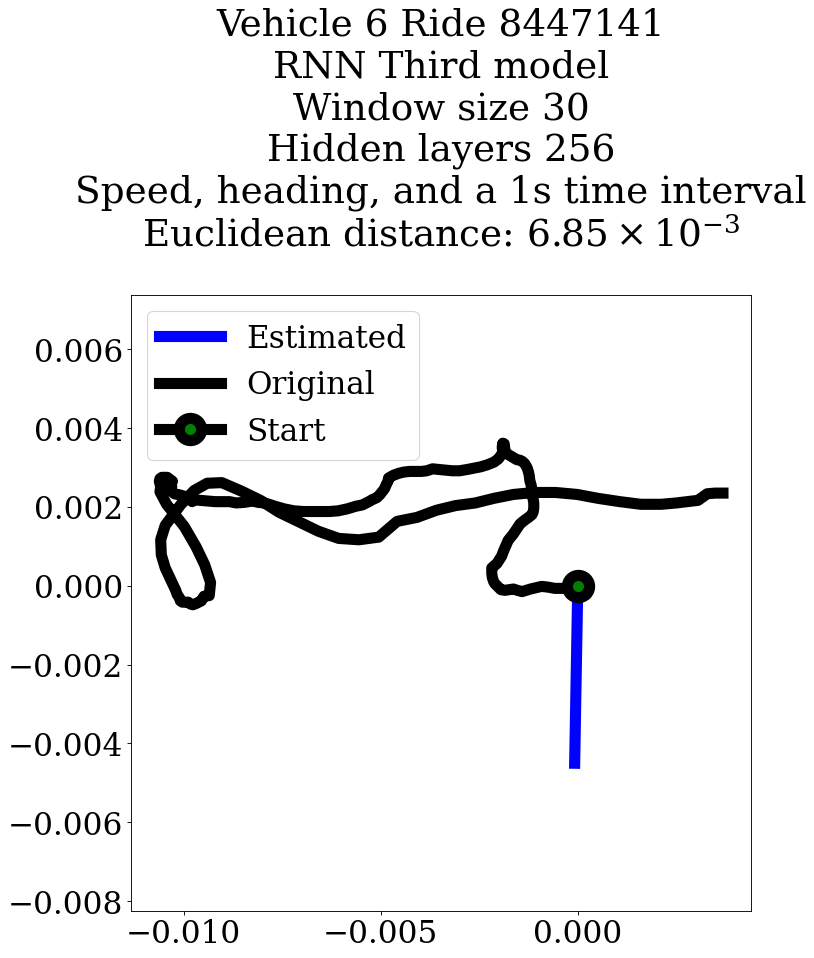 Vehicle 6 Ride 8447141
RNN Third model
Window size 30
Hidden layers 256
Speed, heading, and a 1s time interval
Euclidean distance: 6.85 × 10⁻³
Estimated
Original
Start
0.006
0.004
0.002
0.000
−0.002
−0.004
−0.006
−0.008
−0.010
−0.005
0.000